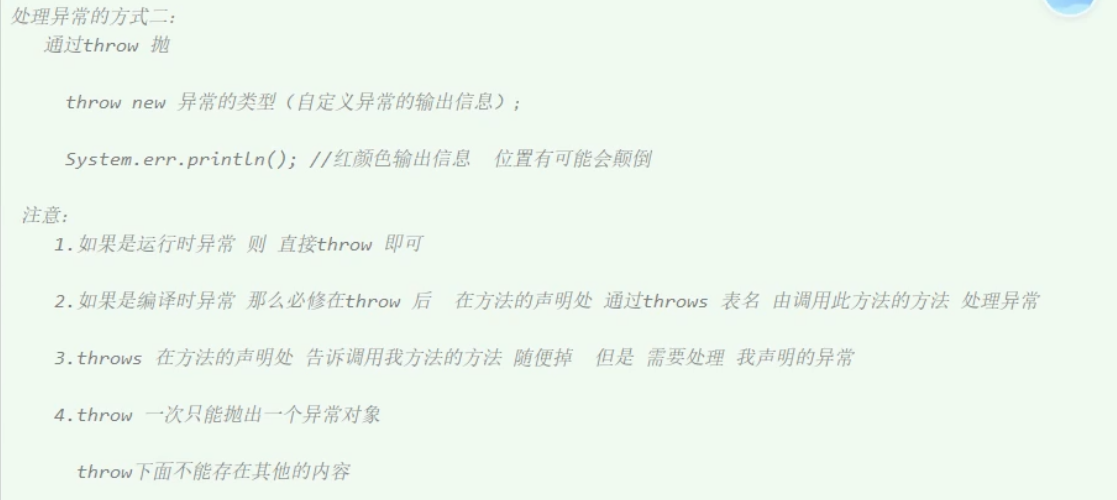 处理异常的方式二：
通过throw 抛
throw new 异常的类型（自定义异常的输出信息）；
System.err.println(); //红颜色输出信息 位置有可能会颠倒
注意：
1.如果是运行时异常 则 直接throw 即可
2.如果是编译时异常 那么必修在throw 后 在方法的声明处 通过throws 表名 由调用此方法的方法 处理异常
3.throws 在方法的声明处 告诉调用我方法的方法 随便掉 但是 需要处理 我声明的异常
4.throw 一次只能抛出一个异常对象
throw下面不能存在其他的内容